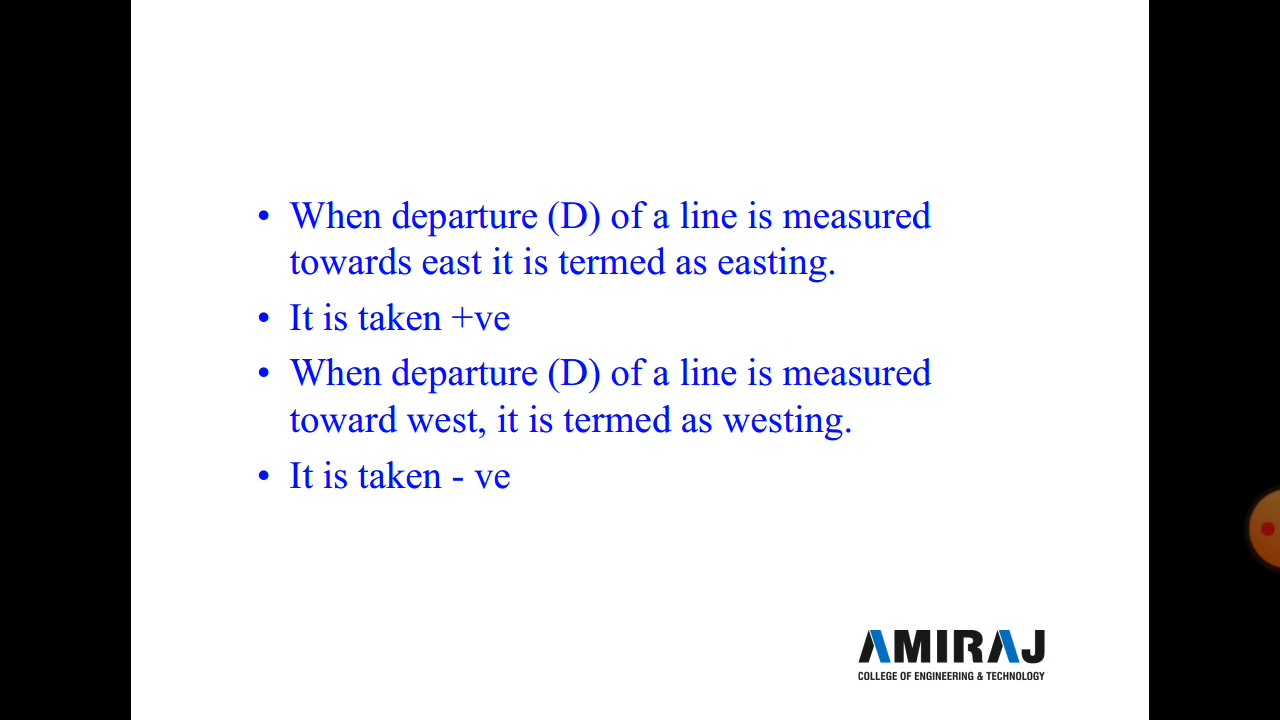 • When departure (D) of a line is measured
towards east it is termed as easting.
• It is taken +ve
• When departure (D) of a line is measured
toward west, it is termed as westing.
• It is taken - ve
AMIRAJ
COLLEGE OF ENGINEERING & TECHNOLOGY